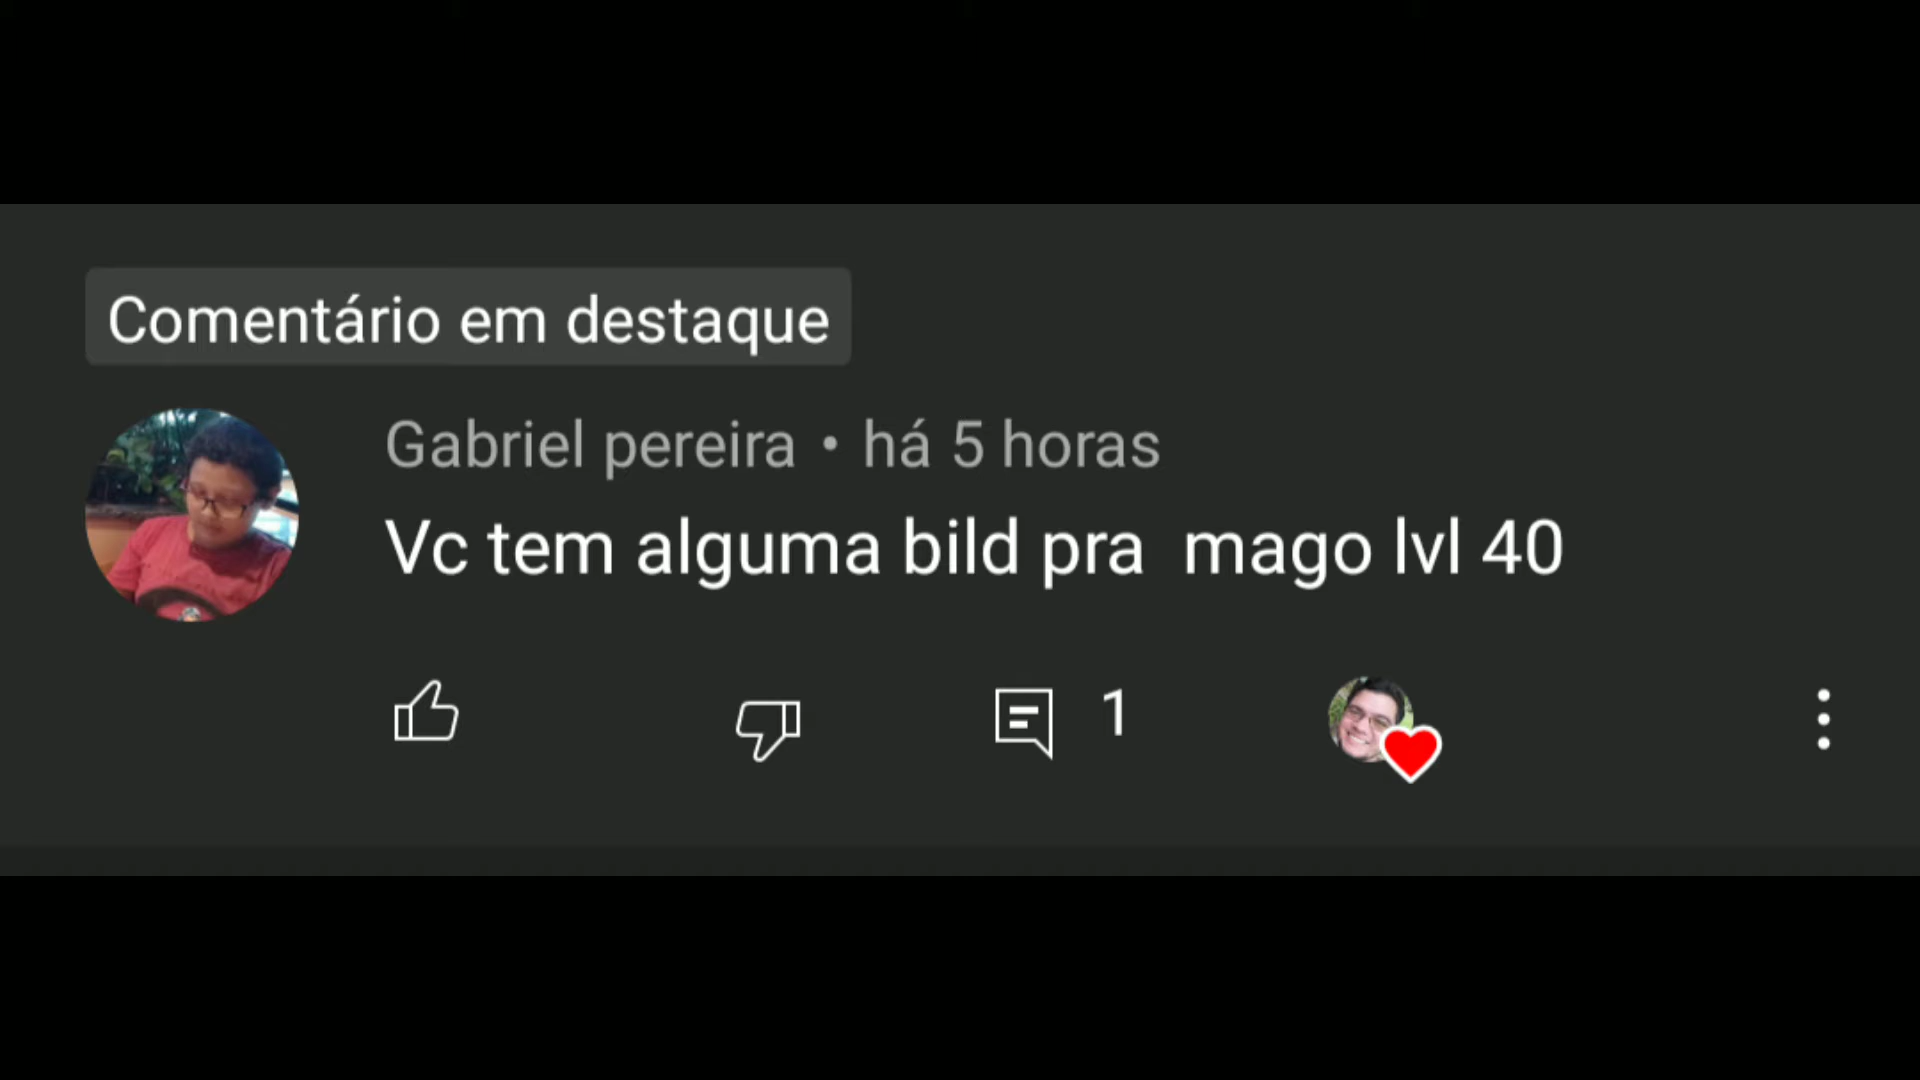 Comentário em destaque
Gabriel pereira • há 5 horas
Vc tem alguma bild pra  mago lvl 40
1